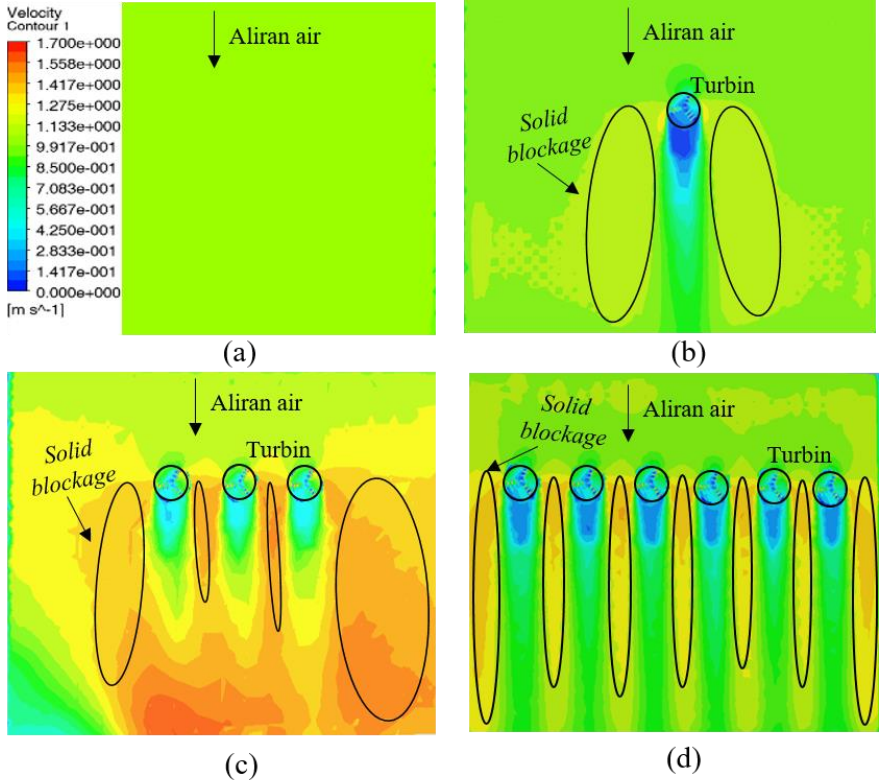 Velocity
Contour 1
1.700e+000
1.558e+000
1.417e+000
1.275e+000
1.133e+000
9.917e-001
8.500e-001
7.083e-001
5.667e-001
4.250e-001
2.833e-001
1.417e-001
0.000e+000
[m s^-1]
Aliran air
(a)
Aliran air
Turbin
Solid
blockage
(b)
Aliran air
Turbin
Solid
blockage
(c)
Solid
blockage
Aliran air
Turbin
(d)